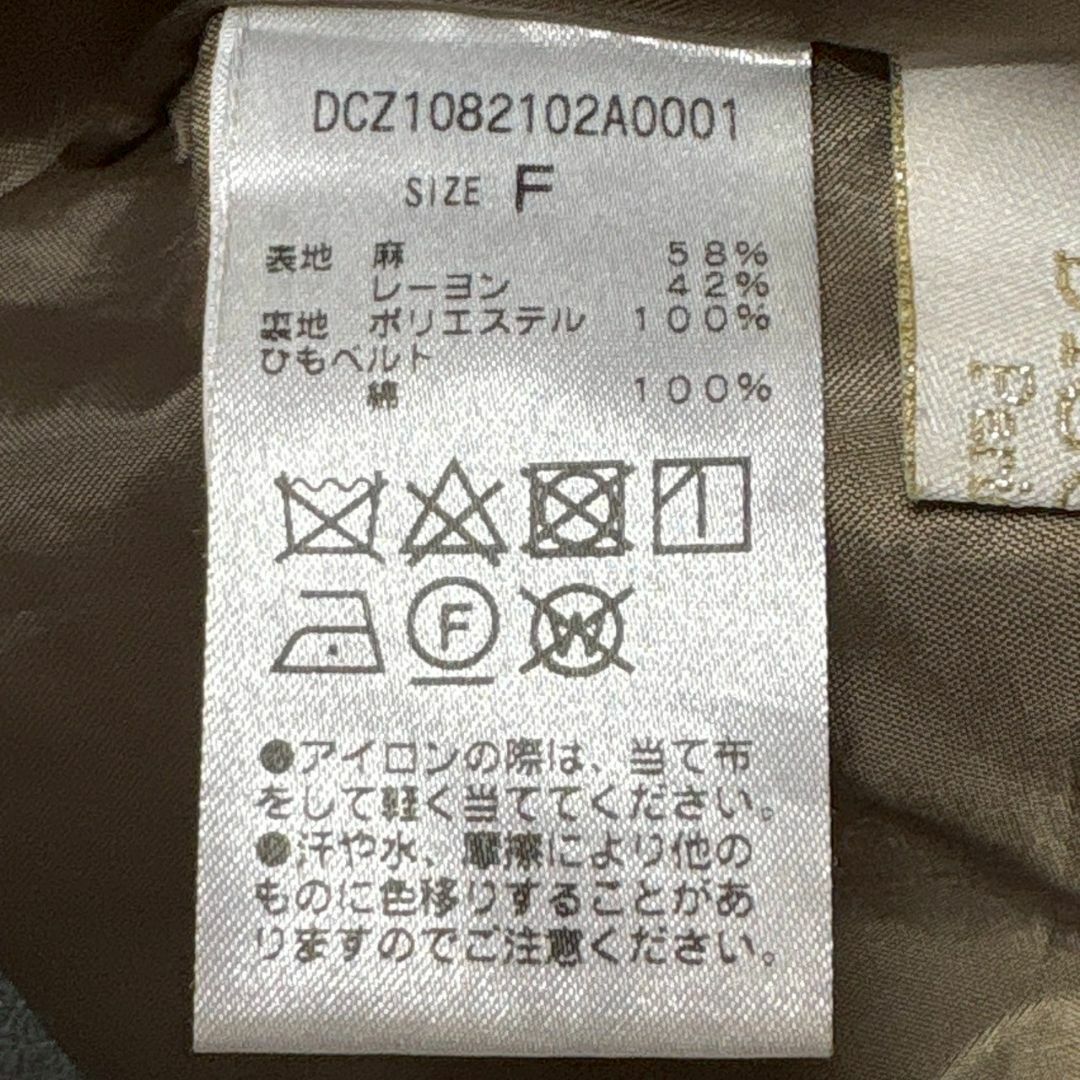 DCZ1082102A0001
SIZE F
表地 麻 58%
レーヨン 42%
裏地 ポリエステル 100%
ひもベルト
綿 100%
F
W
●アイロンの際は、当て布
をして軽く当ててください。
●汗や水、摩擦により他の
ものに色移りすることがあ
りますのでご注意ください。